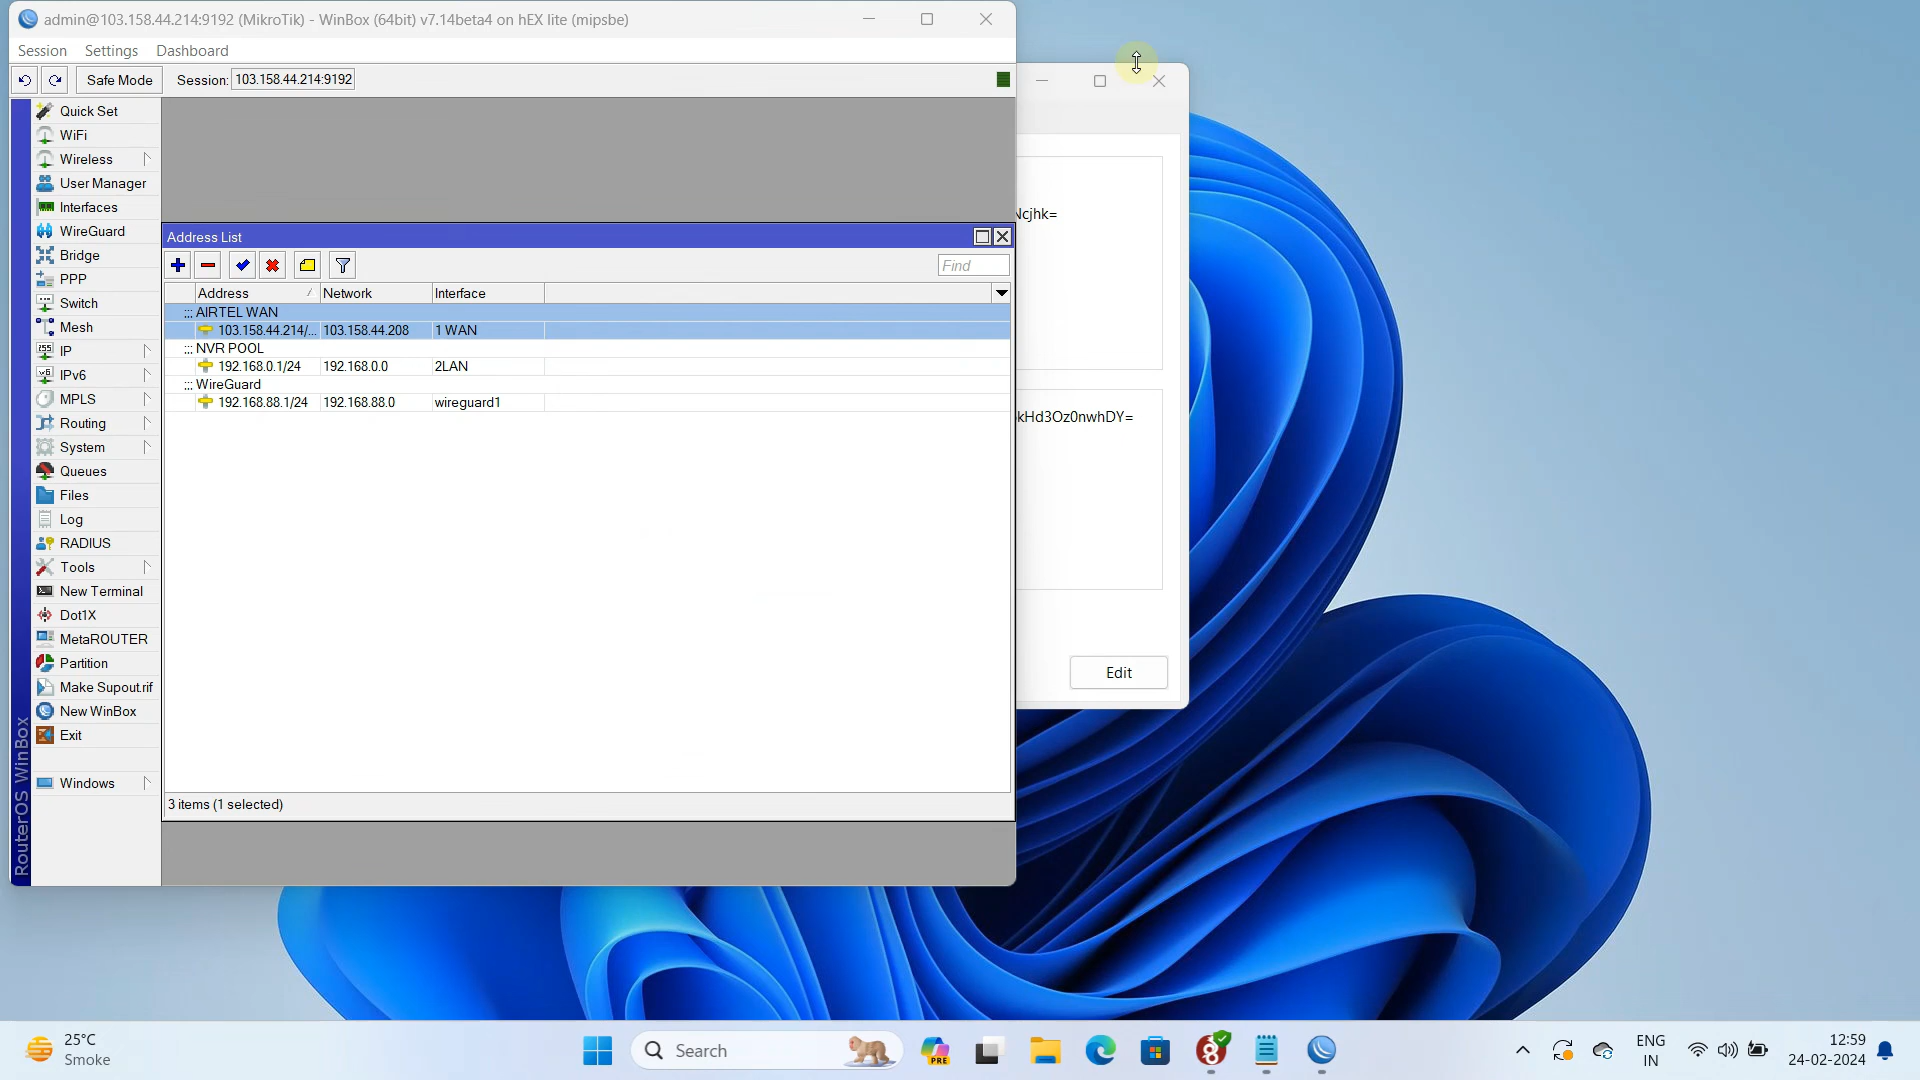 admin@103.158.44.214:9192 (MikroTik) - WinBox (64bit) v7.14beta4 on hEX lite (mipsbe)
Session Settings Dashboard
Safe Mode Session: 103.158.44.214:9192
Quick Set
WiFi
Wireless
User Manager
Interfaces
WireGuard
Bridge
PPP
Switch
Mesh
IP
IPv6
MPLS
Routing
System
Queues
Files
Log
RADIUS
Tools
New Terminal
Dot1X
MetaROUTER
Partition
Make Supout.rif
New WinBox
Exit
Windows
RouterOS WinBox
Address List
Find
Address Network Interface
::: AIRTEL WAN
103.158.44.214/... 103.158.44.208 1 WAN
::: NVR POOL
192.168.0.1/24 192.168.0.0 2LAN
::: WireGuard
192.168.88.1/24 192.168.88.0 wireguard1
3 items (1 selected)
Ncjhk=
kHd3Oz0nwhDY=
Edit
25°C
Smoke
Search
PRE
ENG
IN
12:59
24-02-2024